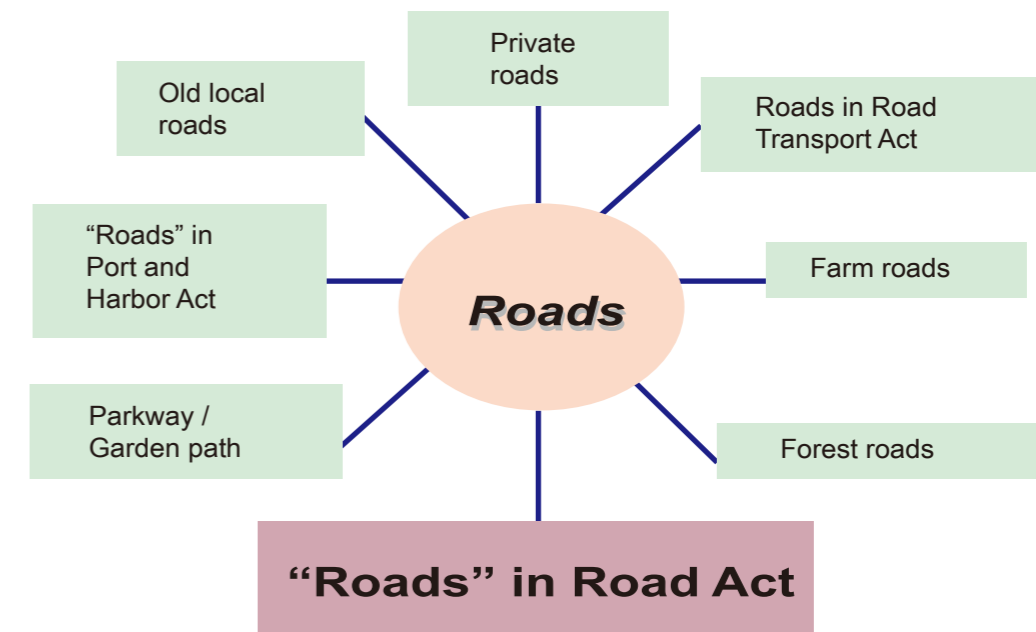 Private
roads
Old local
roads
Roads in Road
Transport Act
“Roads” in
Port and
Harbor Act
Farm roads
Roads
Parkway /
Garden path
Forest roads
“Roads” in Road Act